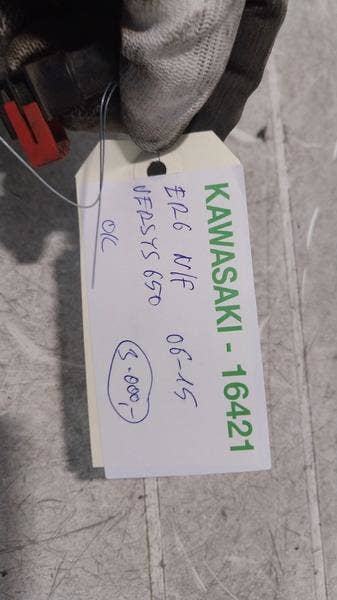 KAWASAKI - 16421
ER6 N/F 06-15
VERSYS 650
3.000,-
OK